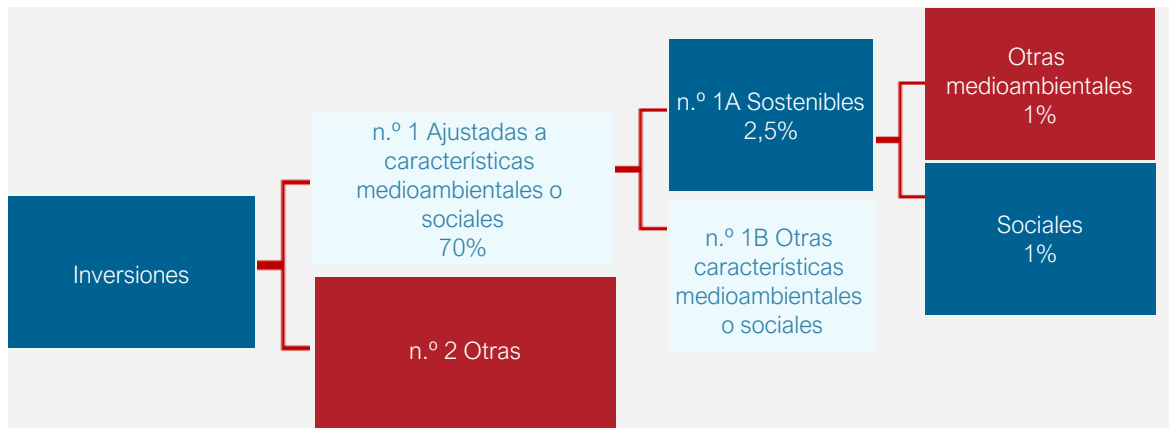 Inversiones
n.º 1 Ajustadas a
características
medioambientales o
sociales
70%
n.º 2 Otras
n.º 1A Sostenibles
2,5%
n.º 1B Otras
características
medioambientales
o sociales
Otras
medioambientales
1%
Sociales
1%